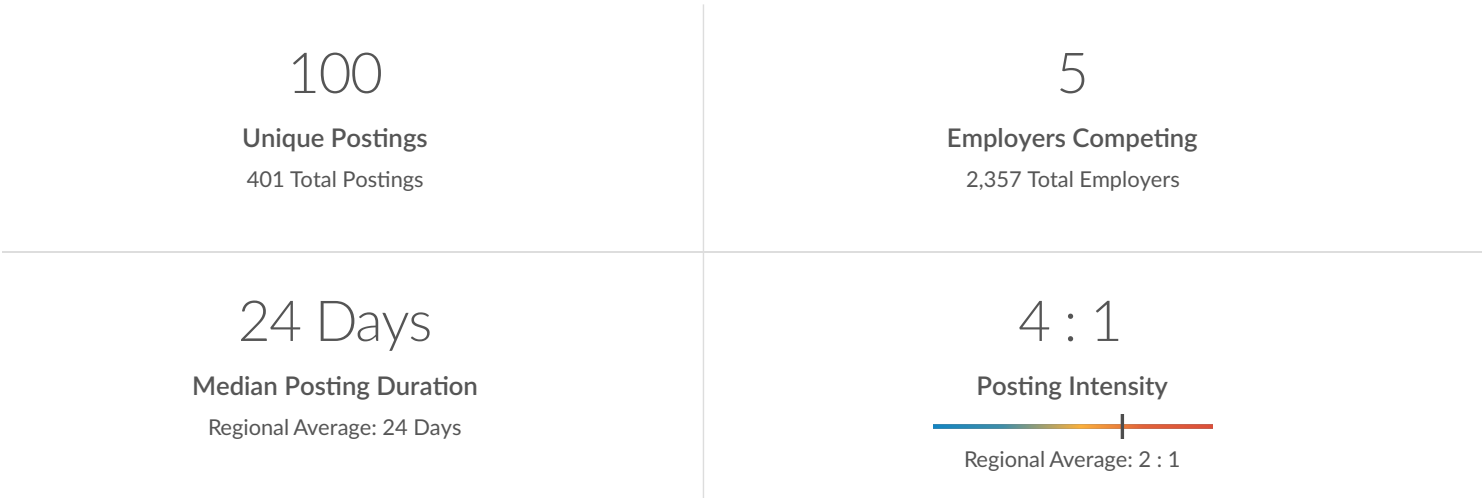 100
Unique Postings
401 Total Postings
5
Employers Competing
2,357 Total Employers
24 Days
Median Posting Duration
Regional Average: 24 Days
4 : 1
Posting Intensity
Regional Average: 2 : 1